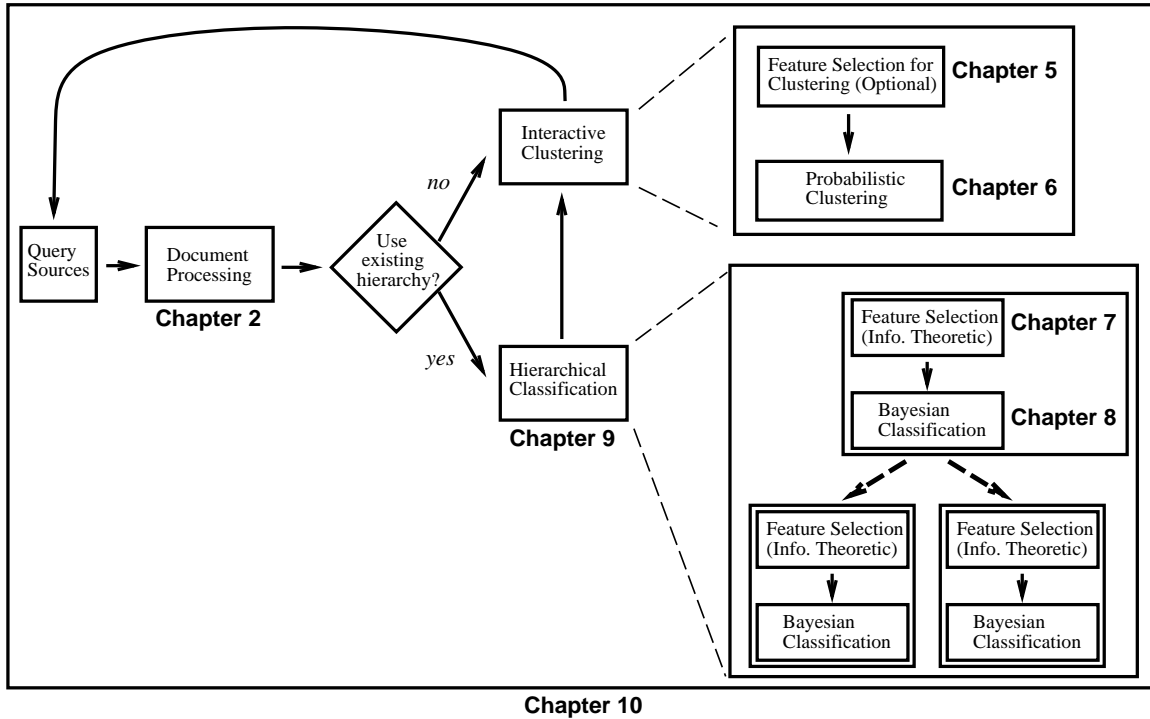 Feature Selection for
Clustering (Optional)
Chapter 5
Interactive
Clustering
Probabilistic
Clustering
Chapter 6
no
Query
Sources
Document
Processing
Chapter 2
Use
existing
hierarchy?
yes
Hierarchical
Classification
Chapter 9
Feature Selection
(Info. Theoretic)
Chapter 7
Bayesian
Classification
Chapter 8
Feature Selection
(Info. Theoretic)
Feature Selection
(Info. Theoretic)
Bayesian
Classification
Bayesian
Classification
Chapter 10